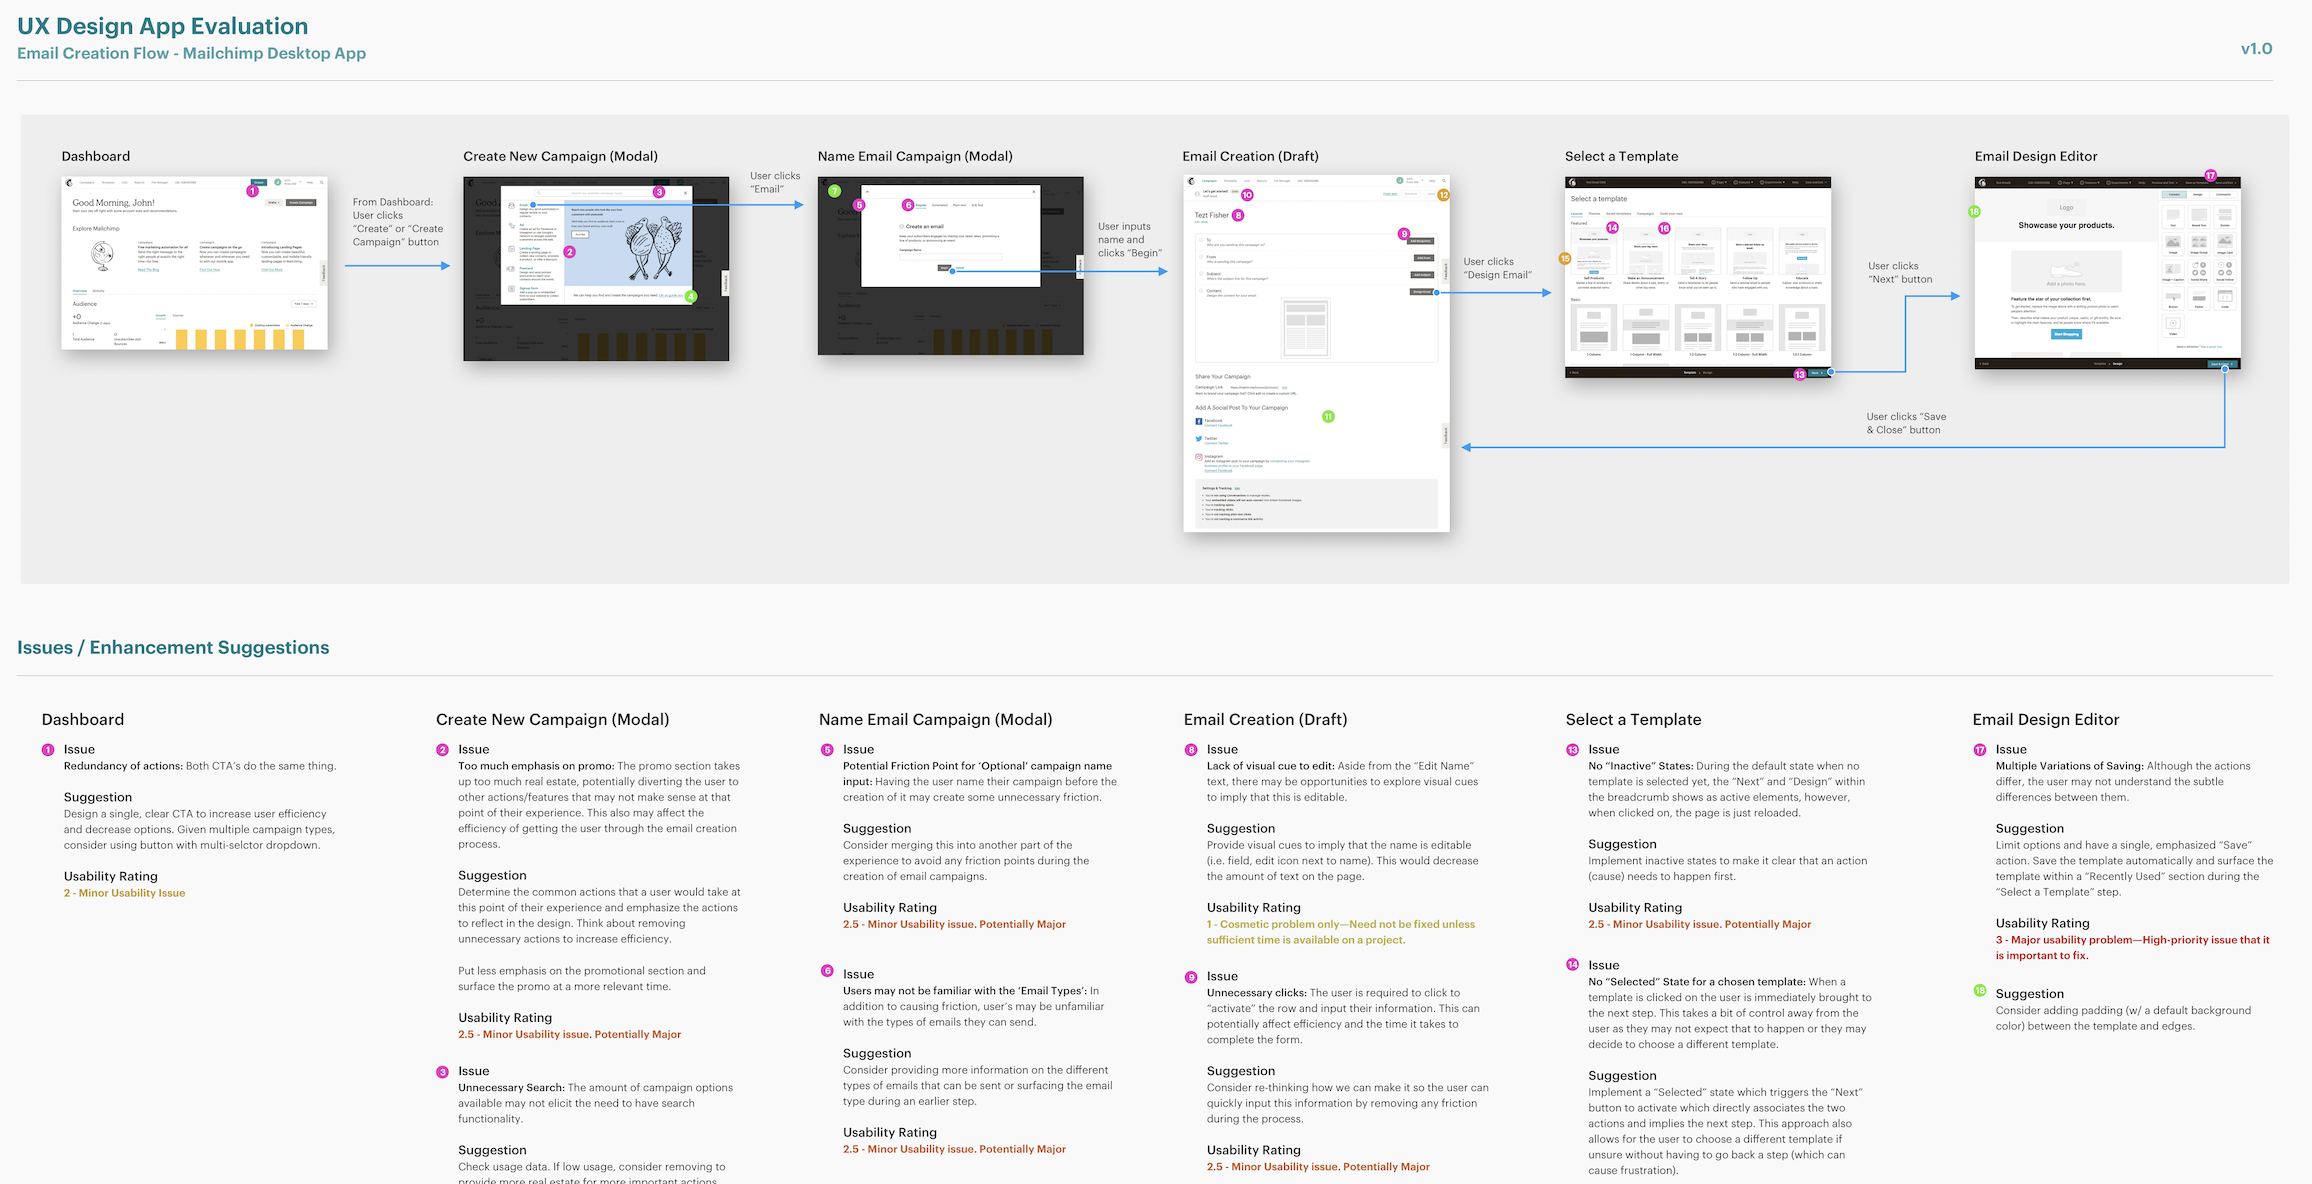 UX Design App Evaluation
Email Creation Flow - Mailchimp Desktop App
v1.0
Dashboard
Create New Campaign (Modal)
Name Email Campaign (Modal)
Email Creation (Draft)
Select a Template
Email Design Editor
From Dashboard:
User clicks
“Create” or “Create
Campaign” button
User clicks
“Email”
User inputs
name and
clicks “Begin”
User clicks
“Design Email”
User clicks
“Next” button
User clicks “Save
& Close” button
Good Morning, John!
Explore Mailchimp
Audience
Create an email
Tezt Fisher
Share Your Campaign
Add A Social Post To Your Campaign
Facebook
Twitter
Instagram
Select a template
Logo
Showcase your products.
Add a photo here.
Feature the star of your collection first.
Issues / Enhancement Suggestions
Dashboard
1 Issue
Redundancy of actions: Both CTA’s do the same thing.
Suggestion
Design a single, clear CTA to increase user efficiency
and decrease options. Given multiple campaign types,
consider using button with multi-selctor dropdown.
Usability Rating
2 - Minor Usability Issue
Create New Campaign (Modal)
2 Issue
Too much emphasis on promo: The promo section takes
up too much real estate, potentially diverting the user to
other actions/features that may not make sense at that
point of their experience. This also may affect the
efficiency of getting the user through the email creation
process.
Suggestion
Determine the common actions that a user would take at
this point of their experience and emphasize the actions
to reflect in the design. Think about removing
unnecessary actions to increase efficiency.
Put less emphasis on the promotional section and
surface the promo at a more relevant time.
Usability Rating
2.5 - Minor Usability issue. Potentially Major
3 Issue
Unnecessary Search: The amount of campaign options
available may not elicit the need to have search
functionality.
Suggestion
Check usage data. If low usage, consider removing to
provide more real estate for more important actions.
Name Email Campaign (Modal)
5 Issue
Potential Friction Point for ‘Optional’ campaign name
input: Having the user name their campaign before the
creation of it may create some unnecessary friction.
Suggestion
Consider merging this into another part of the
experience to avoid any friction points during the
creation of email campaigns.
Usability Rating
2.5 - Minor Usability issue. Potentially Major
6 Issue
Users may not be familiar with the ‘Email Types’: In
addition to causing friction, user’s may be unfamiliar
with the types of emails they can send.
Suggestion
Consider providing more information on the different
types of emails that can be sent or surfacing the email
type during an earlier step.
Usability Rating
2.5 - Minor Usability issue. Potentially Major
Email Creation (Draft)
8 Issue
Lack of visual cue to edit: Aside from the “Edit Name”
text, there may be opportunities to explore visual cues
to imply that this is editable.
Suggestion
Provide visual cues to imply that the name is editable
(i.e. field, edit icon next to name). This would decrease
the amount of text on the page.
Usability Rating
1 - Cosmetic problem only—Need not be fixed unless
sufficient time is available on a project.
9 Issue
Unnecessary clicks: The user is required to click to
“activate” the row and input their information. This can
potentially affect efficiency and the time it takes to
complete the form.
Suggestion
Consider re-thinking how we can make it so the user can
quickly input this information by removing any friction
during the process.
Usability Rating
2.5 - Minor Usability issue. Potentially Major
Select a Template
13 Issue
No “Inactive” States: During the default state when no
template is selected yet, the “Next” and “Design” within
the breadcrumb shows as active elements, however,
when clicked on, the page is just reloaded.
Suggestion
Implement inactive states to make it clear that an action
(cause) needs to happen first.
Usability Rating
2.5 - Minor Usability issue. Potentially Major
14 Issue
No “Selected” State for a chosen template: When a
template is clicked on the user is immediately brought to
the next step. This takes a bit of control away from the
user as they may not expect that to happen or they may
decide to choose a different template.
Suggestion
Implement a “Selected” state which triggers the “Next”
button to activate which directly associates the two
actions and implies the next step. This approach also
allows for the user to choose a different template if
unsure without having to go back a step (which can
cause frustration).
Email Design Editor
17 Issue
Multiple Variations of Saving: Although the actions
differ, the user may not understand the subtle
differences between them.
Suggestion
Limit options and have a single, emphasized “Save”
action. Save the template automatically and surface the
template within a “Recently Used” section during the
“Select a Template” step.
Usability Rating
3 - Major usability problem—High-priority issue that it
is important to fix.
18 Suggestion
Consider adding padding (w/ a default background
color) between the template and edges.